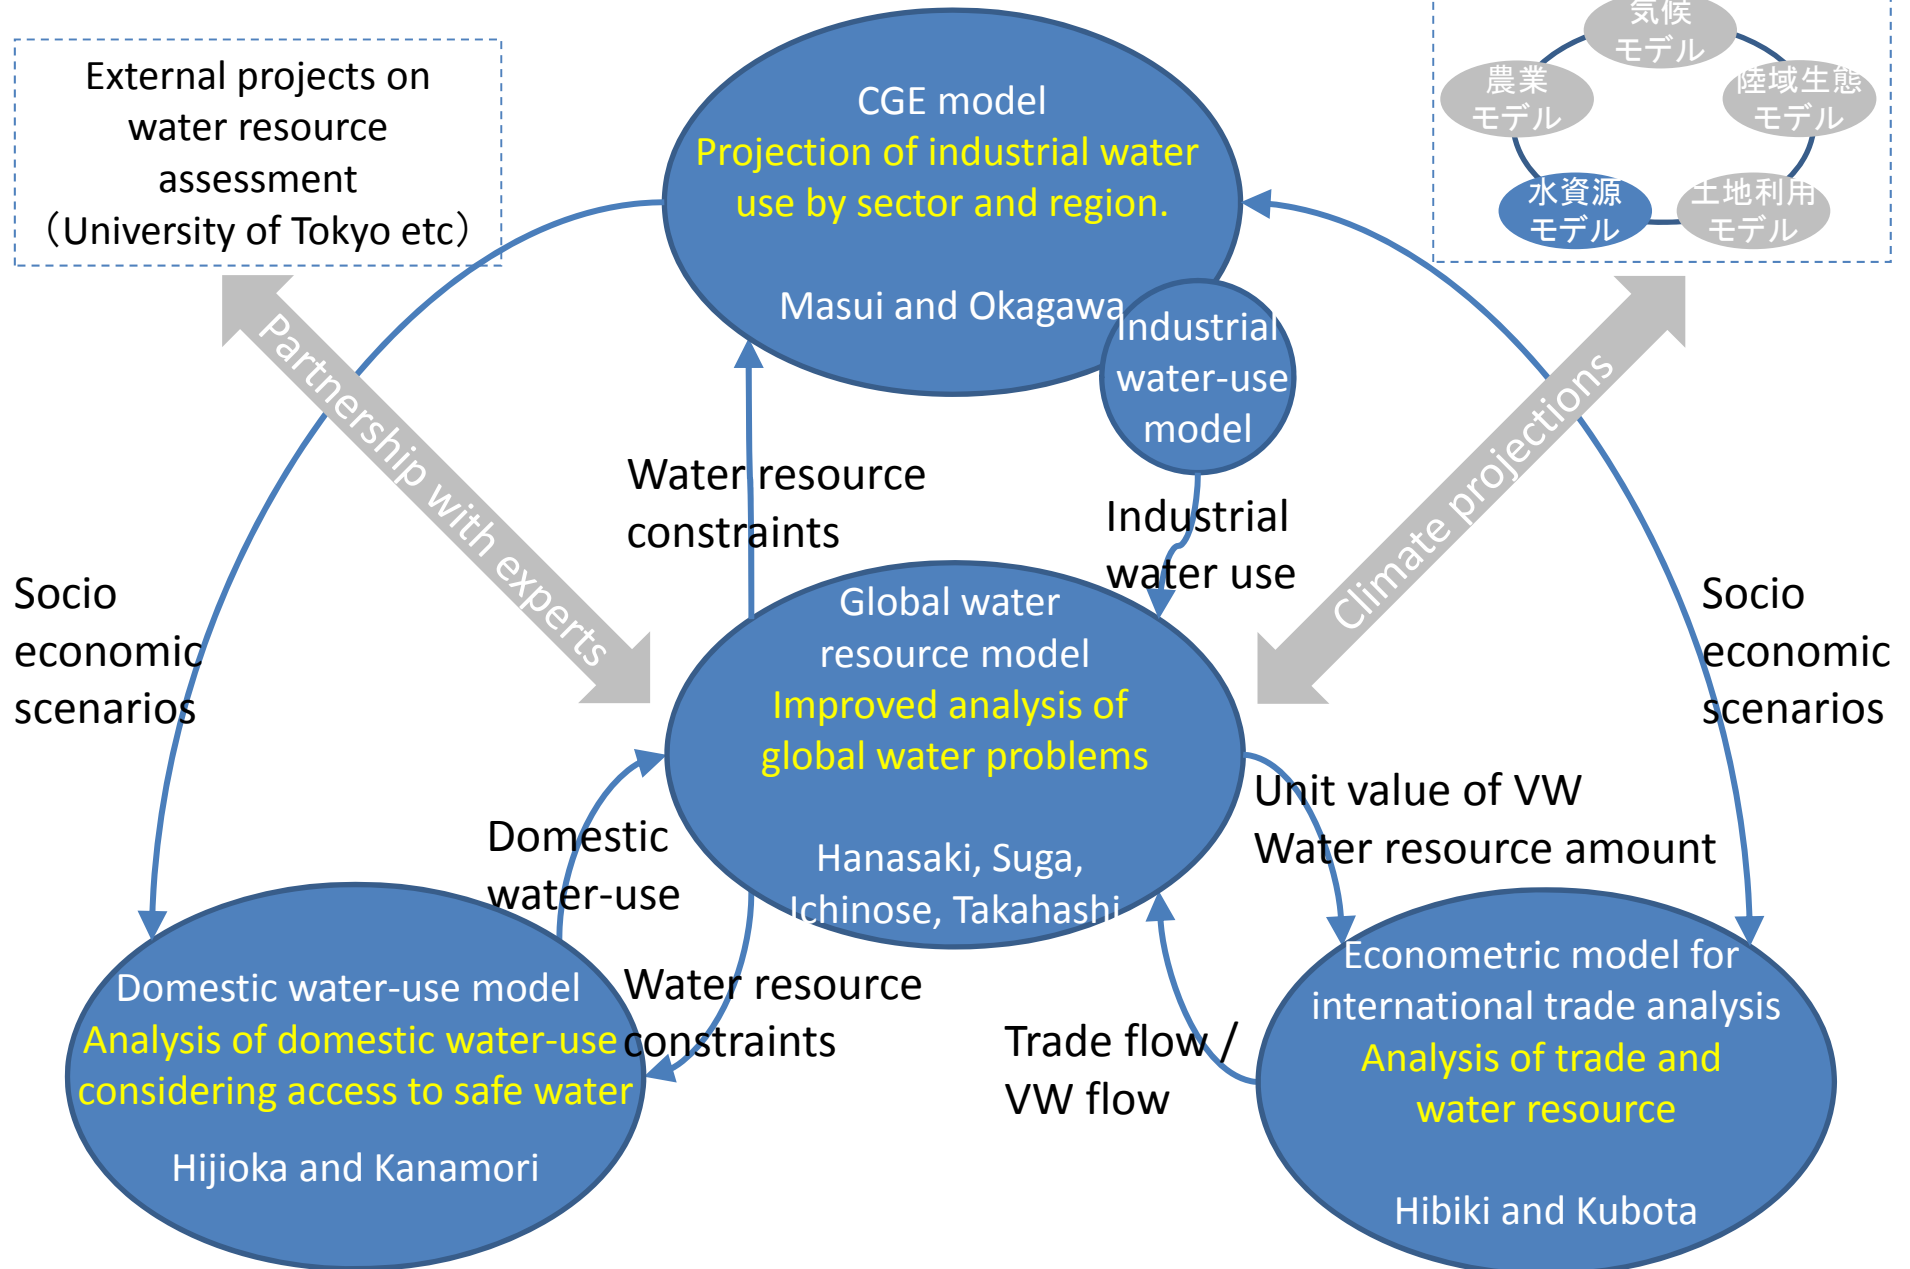 External projects on
water resource
assessment
（University of Tokyo etc）
CGE model
Projection of industrial water
use by sector and region.
Masui and Okagawa
気候
モデル
農業
モデル
陸域生態
モデル
水資源
モデル
土地利用
モデル
Industrial
water-use
model
Partnership with experts
Climate projections
Water resource
constraints
Industrial
water use
Socio
economic
scenarios
Socio
economic
scenarios
Global water
resource model
Improved analysis of
global water problems
Hanasaki, Suga,
Ichinose, Takahashi
Domestic
water-use
Unit value of VW
Water resource amount
Domestic water-use model
Analysis of domestic water-use
considering access to safe water
Hijioka and Kanamori
Water resource
constraints
Trade flow /
VW flow
Econometric model for
international trade analysis
Analysis of trade and
water resource
Hibiki and Kubota